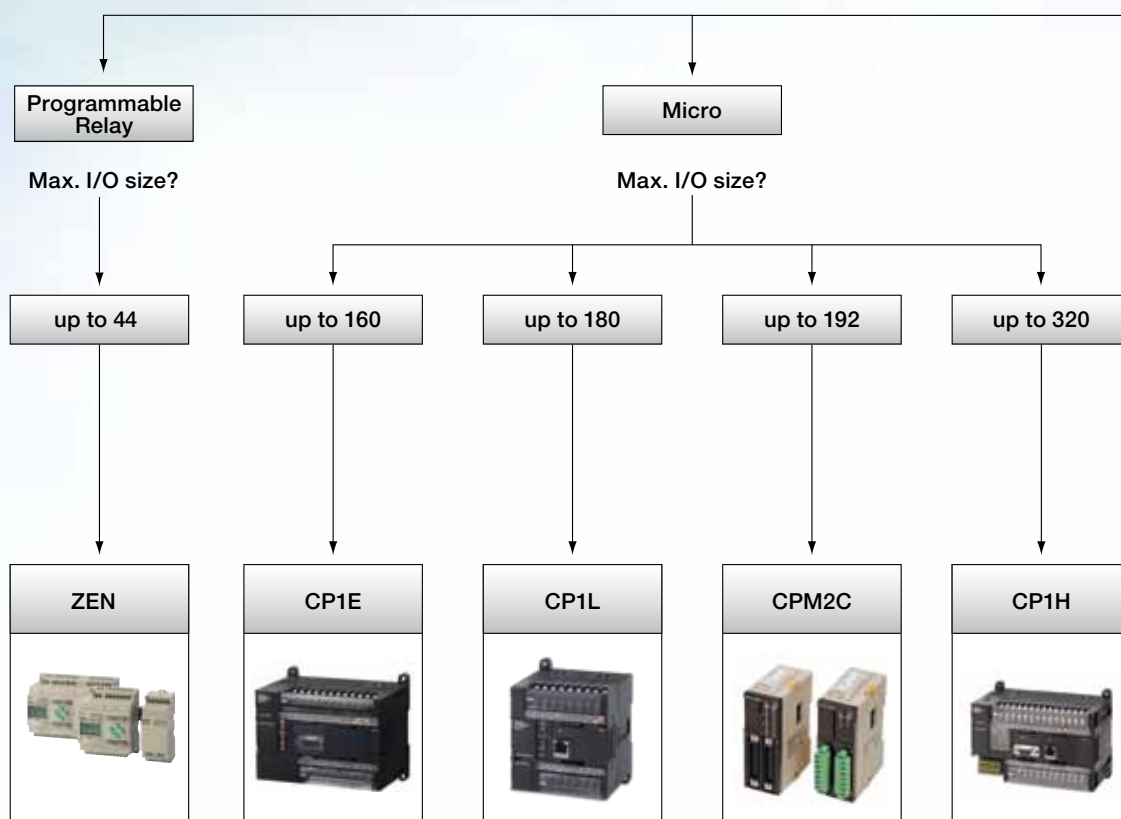 Programmable
Relay
Micro
Max. I/O size?
Max. I/O size?
up to 44
up to 160
up to 180
up to 192
up to 320
ZEN
CP1E
CP1L
CPM2C
CP1H